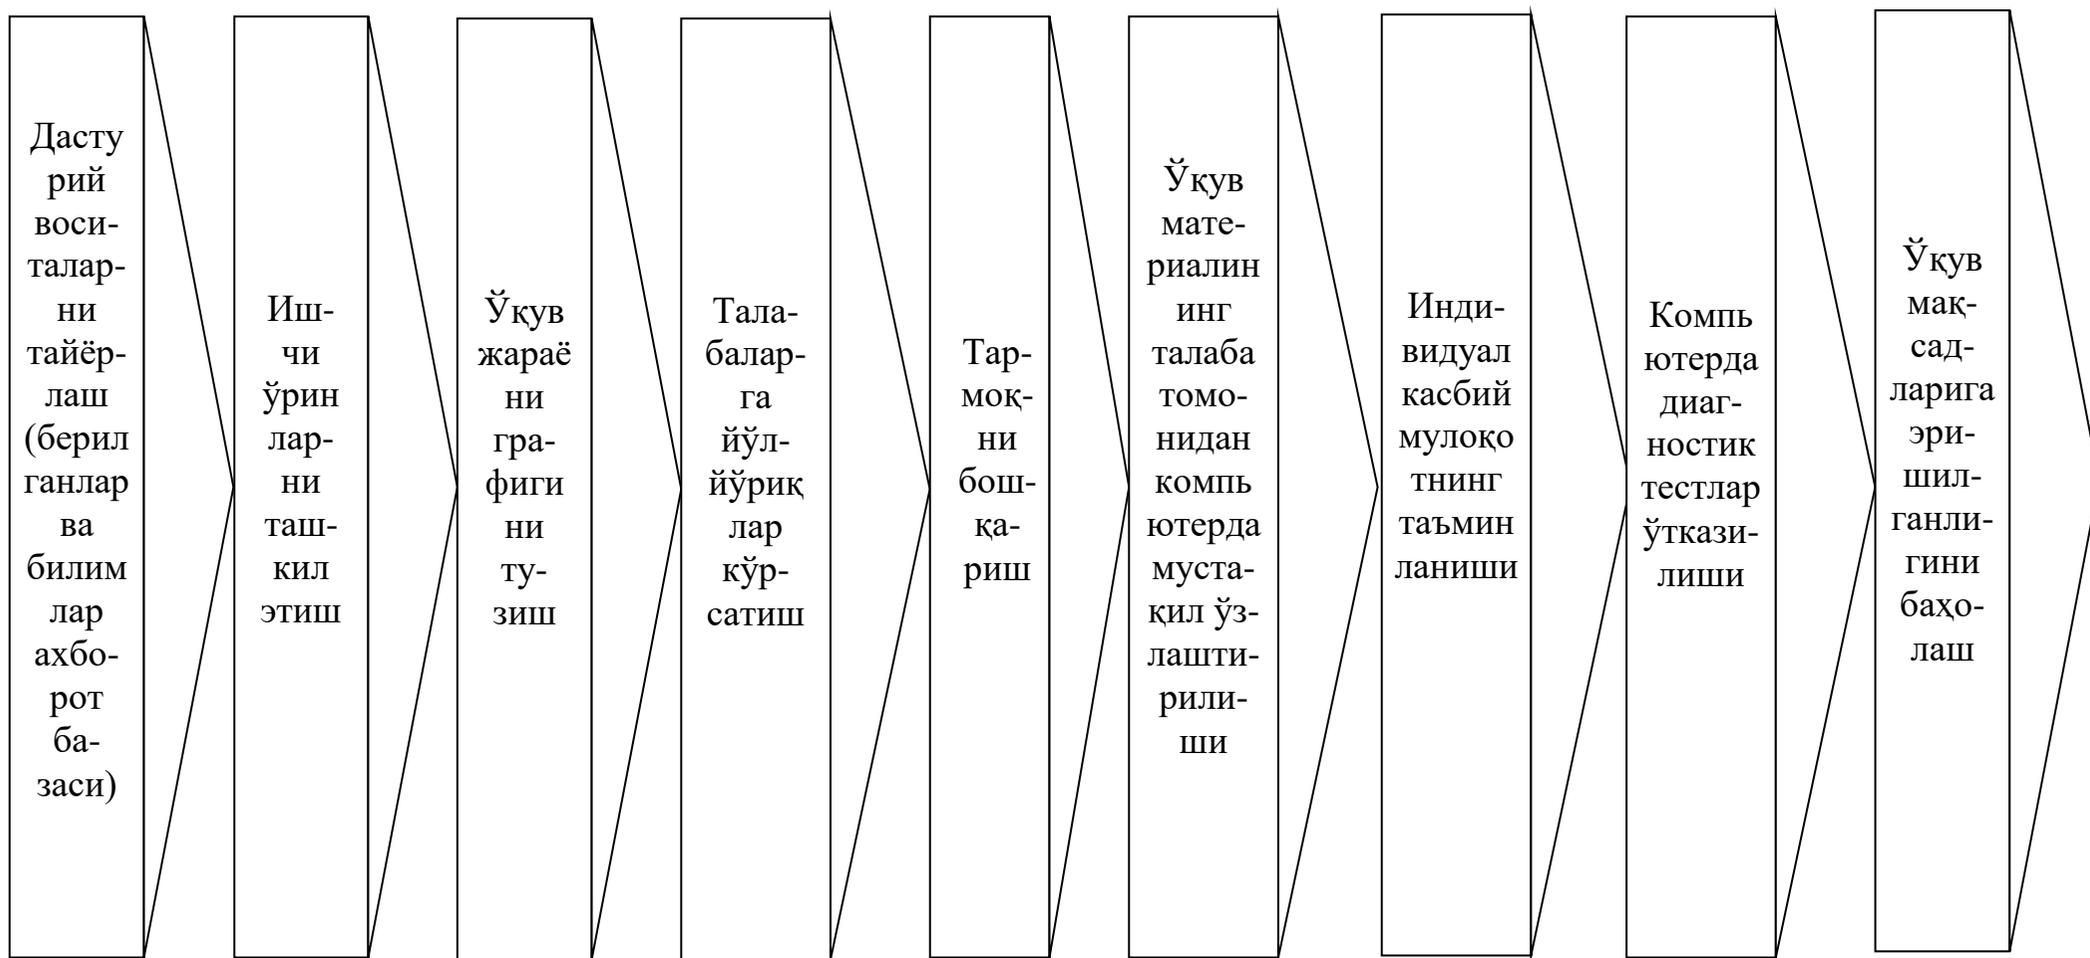 Дасту
рий
воси-
талар-
ни
тайёр-
лаш
(берил
ганлар
ва
билим
лар
ахбо-
рот
ба-
заси)
Иш-
чи
ўрин
лар-
ни
таш-
кил
этиш
Ўқув
жараё
ни
гра-
фиги
ни
ту-
зиш
Тала-
балар-
га
йўл-
йўриқ
лар
кўр-
сатиш
Тар-
моқ-
ни
бош-
қа-
риш
Ўқув
мате-
риалин
инг
талаба
томо-
нидан
компь
ютерда
муста-
қил ўз-
лашти-
рили-
ши
Инди-
видуал
касбий
мулоқо
тнинг
таъмин
ланиши
Компь
ютерда
диаг-
ностик
тестлар
ўткази-
лиши
Ўқув
мақ-
сад-
ларига
эри-
шил-
ганли-
гини
баҳо-
лаш